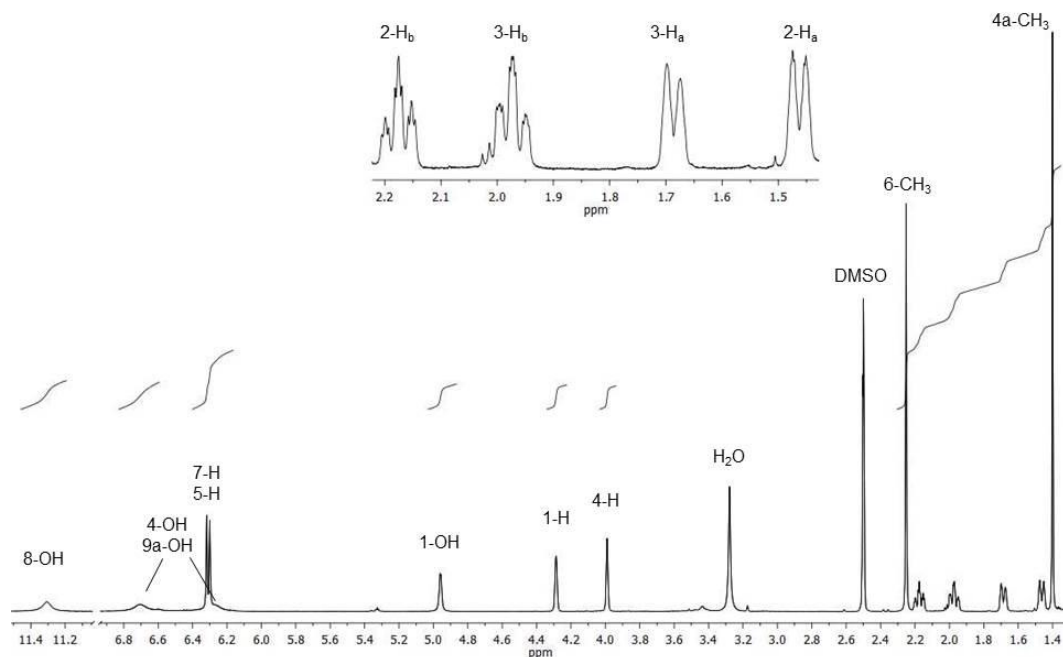 4a-CH₃
2-Hb 3-Hb 3-Ha 2-Ha
2.2 2.1 2.0 1.9 1.8 1.7 1.6 1.5
ppm
6-CH₃
DMSO
H₂O
7-H
5-H
4-H
4-OH
1-H
9a-OH
1-OH
8-OH
11.4 11.2 6.8 6.6 6.4 6.2 6.0 5.8 5.6 5.4 5.2 5.0 4.8 4.6 4.4 4.2 4.0 3.8 3.6 3.4 3.2 3.0 2.8 2.6 2.4 2.2 2.0 1.8 1.6 1.4
ppm